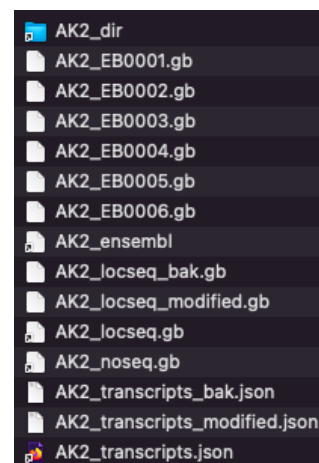 AK2_dir
AK2_EB0001.gb
AK2_EB0002.gb
AK2_EB0003.gb
AK2_EB0004.gb
AK2_EB0005.gb
AK2_EB0006.gb
AK2_ensembl
AK2_locseq_bak.gb
AK2_locseq_modified.gb
AK2_locseq.gb
AK2_noseq.gb
AK2_transcripts_bak.json
AK2_transcripts_modified.json
AK2_transcripts.json